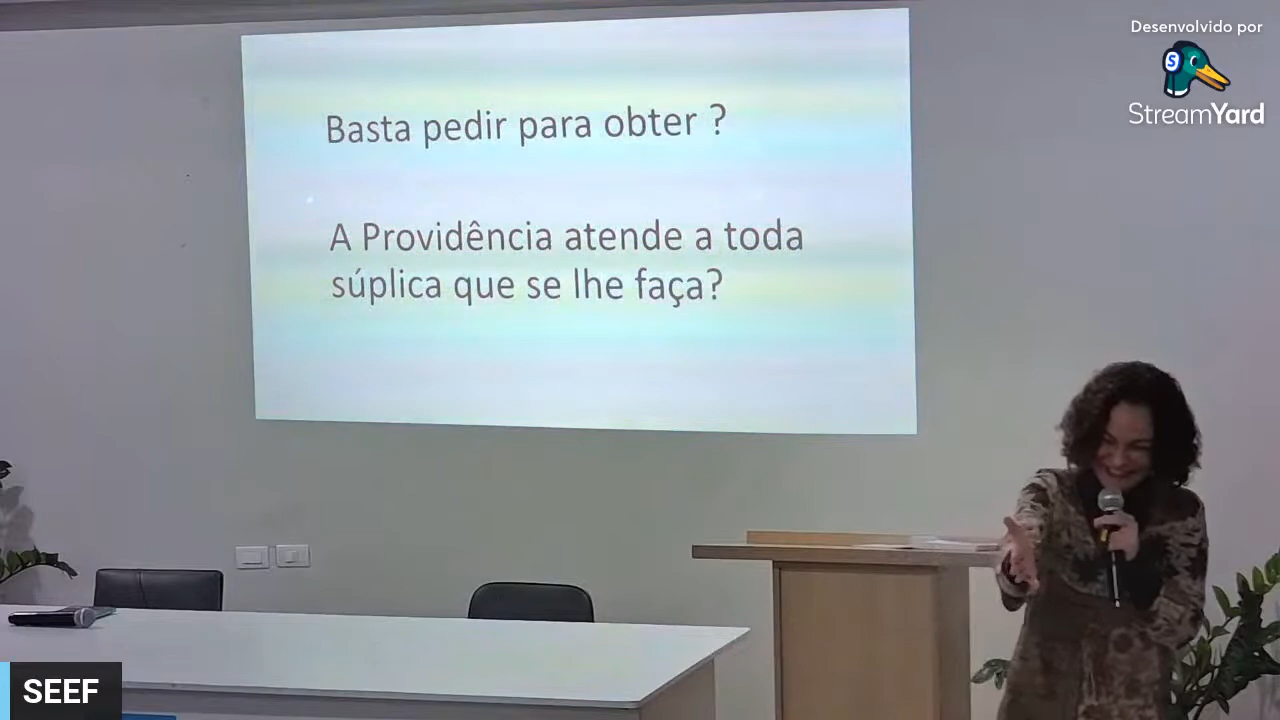 Desenvolvido por
StreamYard
Basta pedir para obter ?
A Providência atende a toda
súplica que se lhe faça?
SEEF